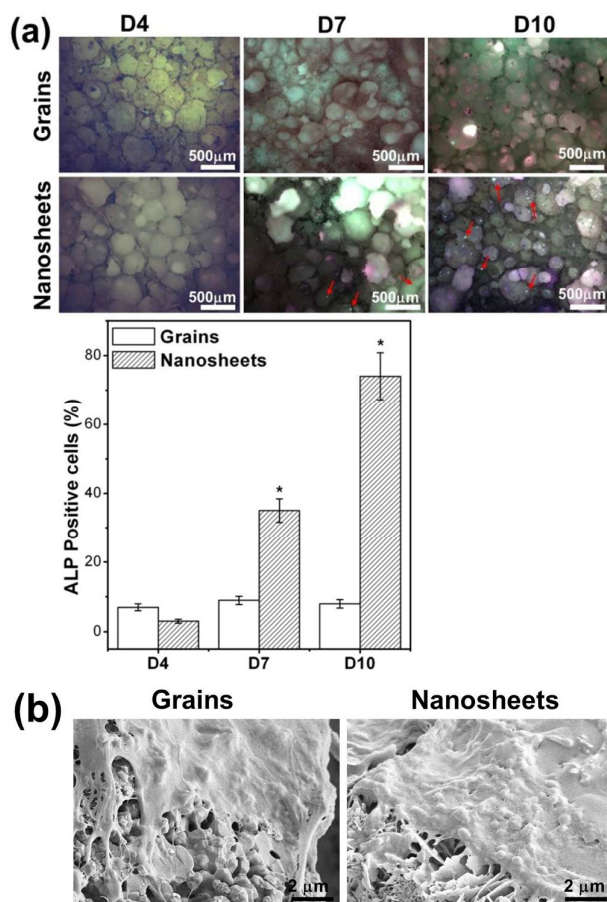 (a)
D4 D7 D10
Grains
500μm 500μm 500μm
Nanosheets
500μm 500μm 500μm
Grains
Nanosheets
ALP Positive cells (%)
80
60
40
20
0
*
*
D4 D7 D10
(b)
Grains Nanosheets
2 μm 2 μm